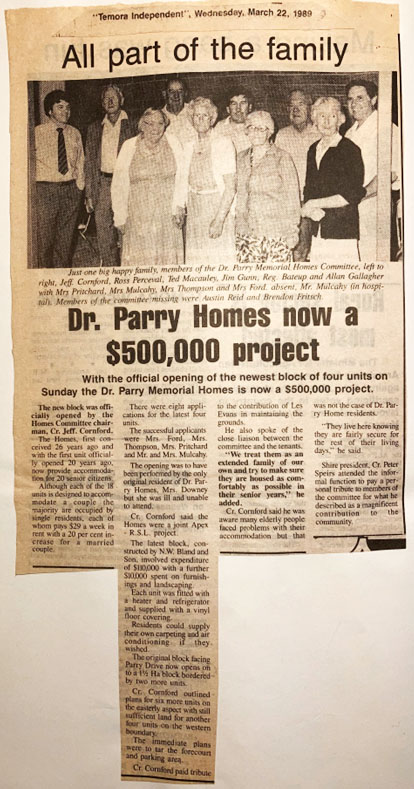 "Temora Independent", Wednesday, March 22, 1989
All part of the family
Just one big happy family, members of the Dr. Parry Memorial Homes Committee, left to
right, Jeff. Cornford, Ross Perceval, Ted Macauley, Jim Gunn, Reg. Bateup and Allan Gallagher
with Mrs Pritchard, Mrs Mulcahy, Mrs Thompson and Mrs Ford. absent, Mr. Mulcahy (in hospi-
tal). Members of the committee missing were Austin Reid and Brendon Fritsch.
Dr. Parry Homes now a
$500,000 project
With the official opening of the newest block of four units on
Sunday the Dr. Parry Memorial Homes is now a $500,000 project.
The new block was offi-
cially opened by the
Homes Committee chair-
man, Cr. Jeff. Cornford.
The Homes, first con-
ceived 26 years ago and
with the first unit official-
ly opened 20 years ago,
now provide accommoda-
tion for 20 senior citizens.
Although each of the 18
units is designed to accom-
modate a couple the
majority are occupied by
single residents, each of
whom pays $29 a week in
rent with a 20 per cent in-
crease for a married
couple.
There were eight appli-
cations for the latest four
units.
The successful applicants
were Mrs. Ford, Mrs.
Thompson, Mrs. Pritchard
and Mr. and Mrs. Mulcahy.
The opening was to have
been performed by the only
original resident of Dr. Par-
ry Homes, Mrs. Downey
but she was ill and unable
to attend.
Cr. Cornford said the
Homes were a joint Apex
- R.S.L. project.
The latest block, con-
structed by N.W. Bland and
Son, involved expenditure
of $110,000 with a further
$10,000 spent on furnish-
ings and landscaping.
Each unit was fitted with
a heater and refrigerator
and supplied with a vinyl
floor covering.
Residents could supply
their own carpeting and air
conditioning if they
wished.
The original block facing
Parry Drive now opens on
to a 1½ Ha block bordered
by two more units.
Cr. Cornford outlined
plans for six more units on
the easterly aspect with still
sufficient land for another
four units on the western
boundary.
The immediate plans
were to tar the forecourt
and parking area.
Cr Cornford paid tribute
to the contribution of Les
Evans in maintaining the
grounds.
He also spoke of the
close liaison between the
committee and the tenants.
"We treat them as an
extended family of our
own and try to make sure
they are housed as com-
fortably as possible in
their senior years," he
added.
Cr. Cornford said he was
aware many elderly people
faced problems with their
accommodation but that
was not the case of Dr. Par-
ry Home residents.
"They live here knowing
they are fairly secure for
the rest of their living
days," he said.
Shire president, Cr. Peter
Speirs attended the infor-
mal function to pay a per-
sonal tribute to members of
the committee for what he
described as a magnificent
contribution to the
community.